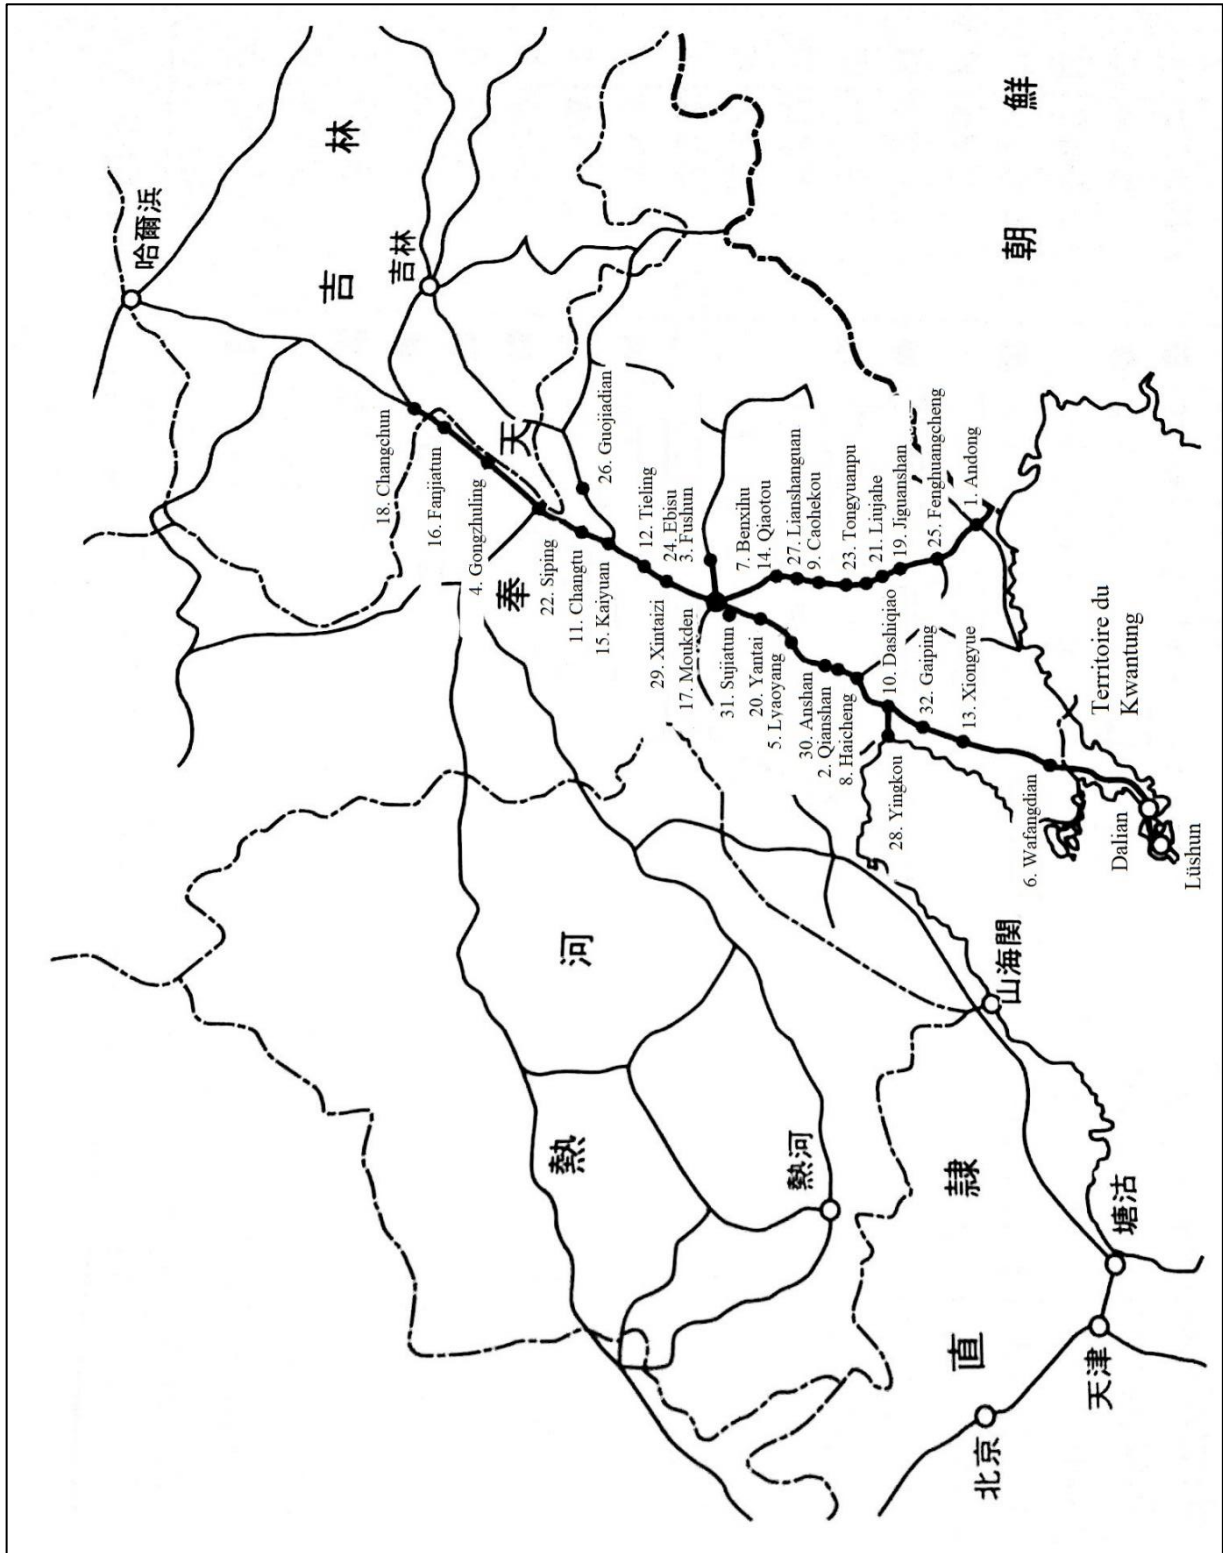 哈爾浜
吉林
吉林
18. Changchun
16. Fanjiatun
4. Gongzhuling
奉天
22. Siping
11. Changtu
15. Kaiyuan
26. Guojiadian
12. Tieling
24. Ebisu
3. Fushun
29. Xintaizi
17. Moukden
31. Sujiatun
20. Yantai
5. Lyaoyang
30. Anshan
2. Qianshan
8. Haicheng
7. Benxihu
14. Qiaotou
27. Lianshanguan
9. Caohekou
23. Tongyuanpu
21. Liujahe
19. Jiguanshan
25. Fenghuangcheng
1. Andong
10. Dashiqiao
32. Gaiping
13. Xiongyue
28. Yingkou
6. Wafangdian
Dalian
Lüshun
Territoire du
Kwantung
朝鮮
熱河
熱河
山海関
直隷
塘沽
天津
北京